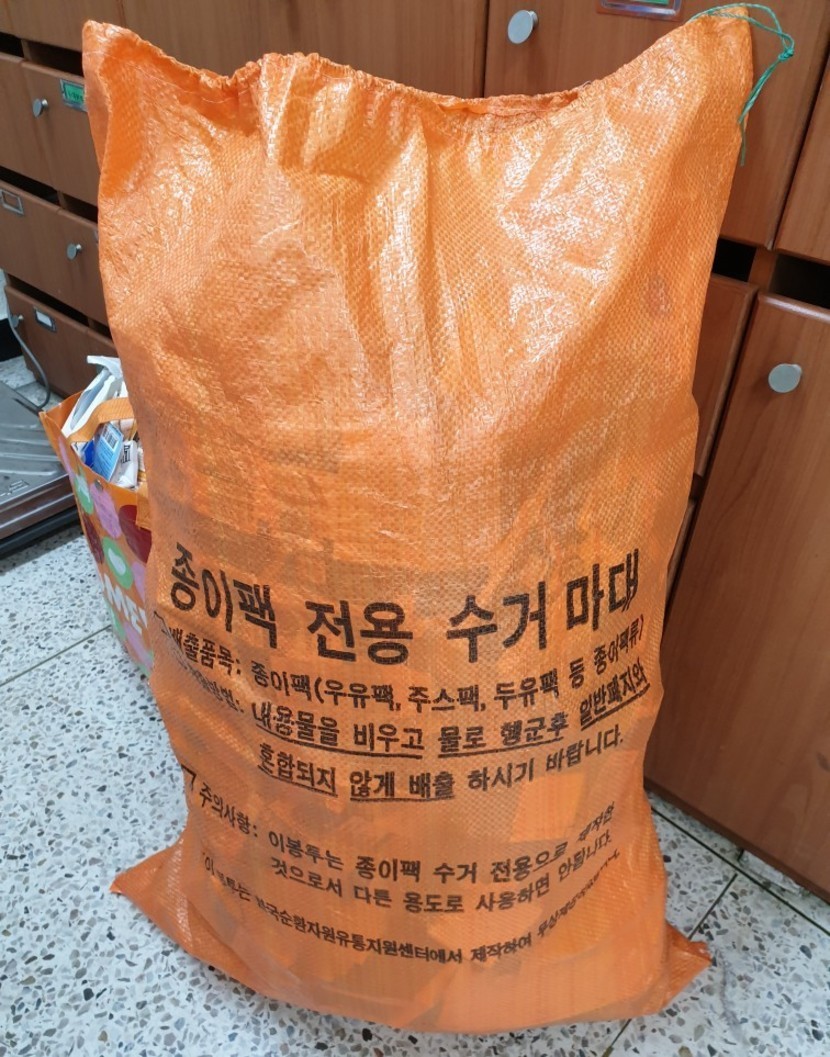 종이팩 전용 수거 마대
배출품목: 종이팩(우유팩, 주스팩, 두유팩 등 종이팩류)
내용물을 비우고 물로 헹군후 일반폐지와
혼합되지 않게 배출 하시기 바랍니다.
주의사항: 이봉투는 종이팩 수거 전용으로 제작한
것으로서 다른 용도로 사용하면 안됩니다.
한국순환자원유통지원센터에서 제작하여